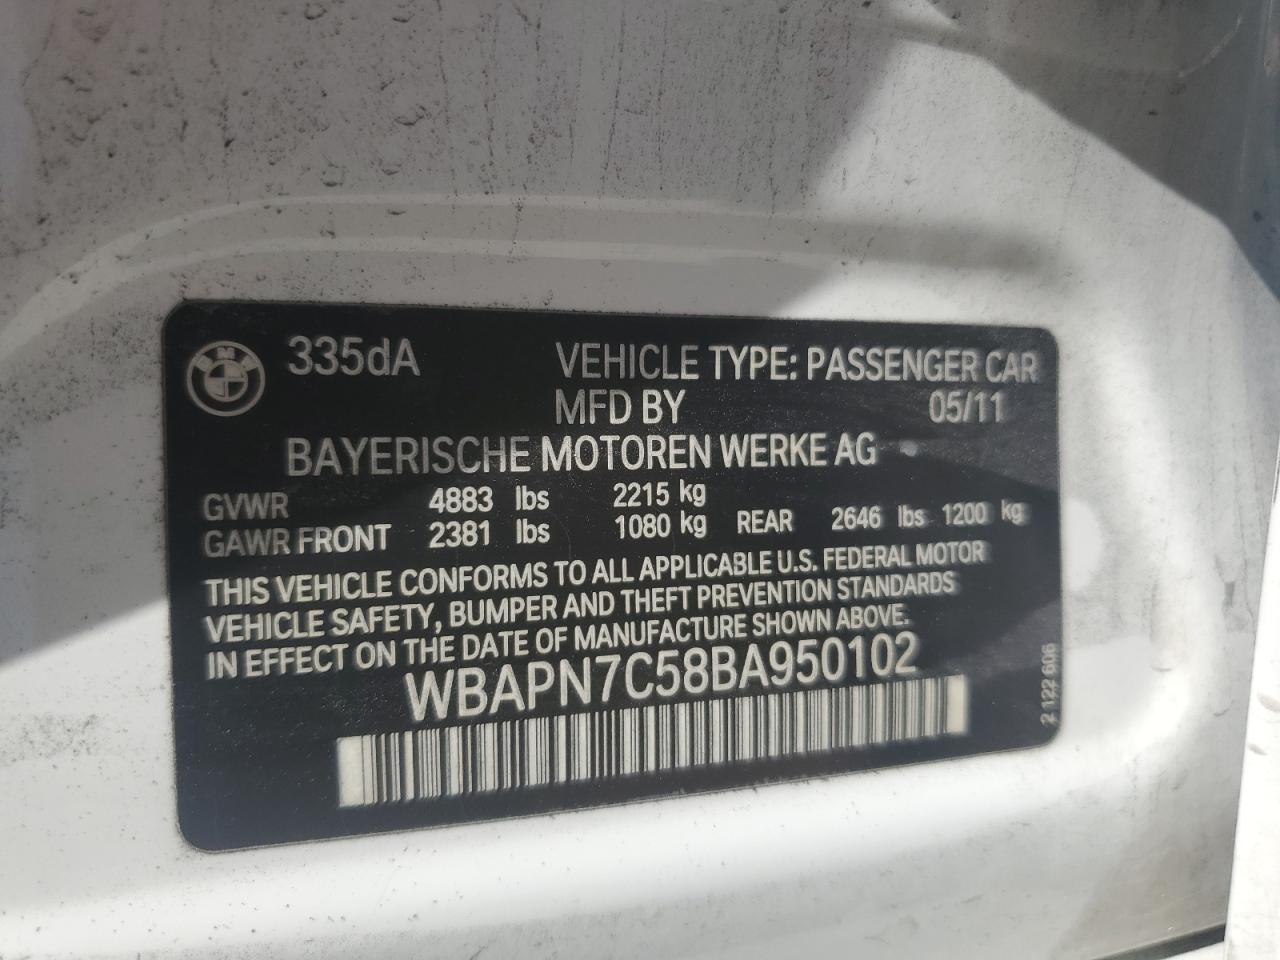 BMW
335dA VEHICLE TYPE: PASSENGER CAR
MFD BY 05/11
BAYERISCHE MOTOREN WERKE AG
GVWR 4883 lbs 2215 kg
GAWR FRONT 2381 lbs 1080 kg REAR 2646 lbs 1200 kg
THIS VEHICLE CONFORMS TO ALL APPLICABLE U.S. FEDERAL MOTOR
VEHICLE SAFETY, BUMPER AND THEFT PREVENTION STANDARDS
IN EFFECT ON THE DATE OF MANUFACTURE SHOWN ABOVE.
WBAPN7C58BA950102
2 122 606